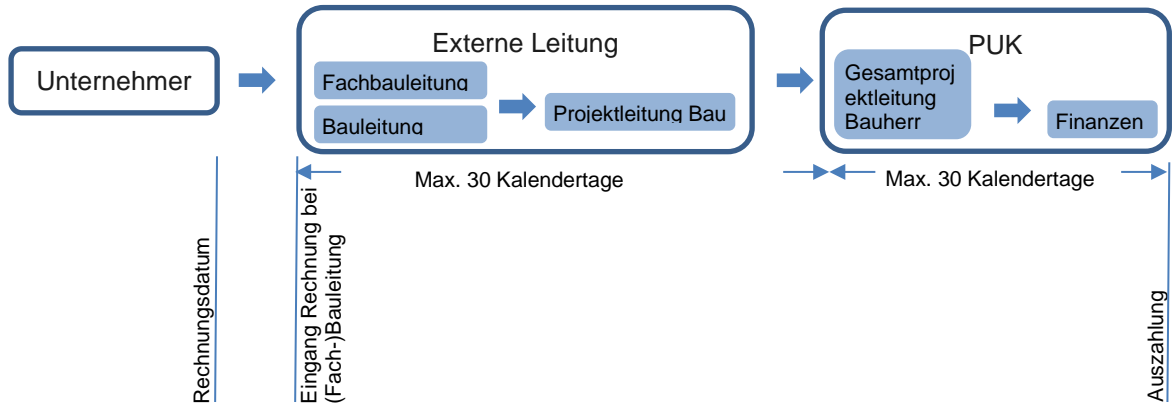 Unternehmer
Externe Leitung
Fachbauleitung
Bauleitung
Projektleitung Bau
PUK
Gesamtproj
ektleitung
Bauherr
Finanzen
Max. 30 Kalendertage
Max. 30 Kalendertage
Rechnungsdatum
Eingang Rechnung bei
(Fach-)Bauleitung
Auszahlung